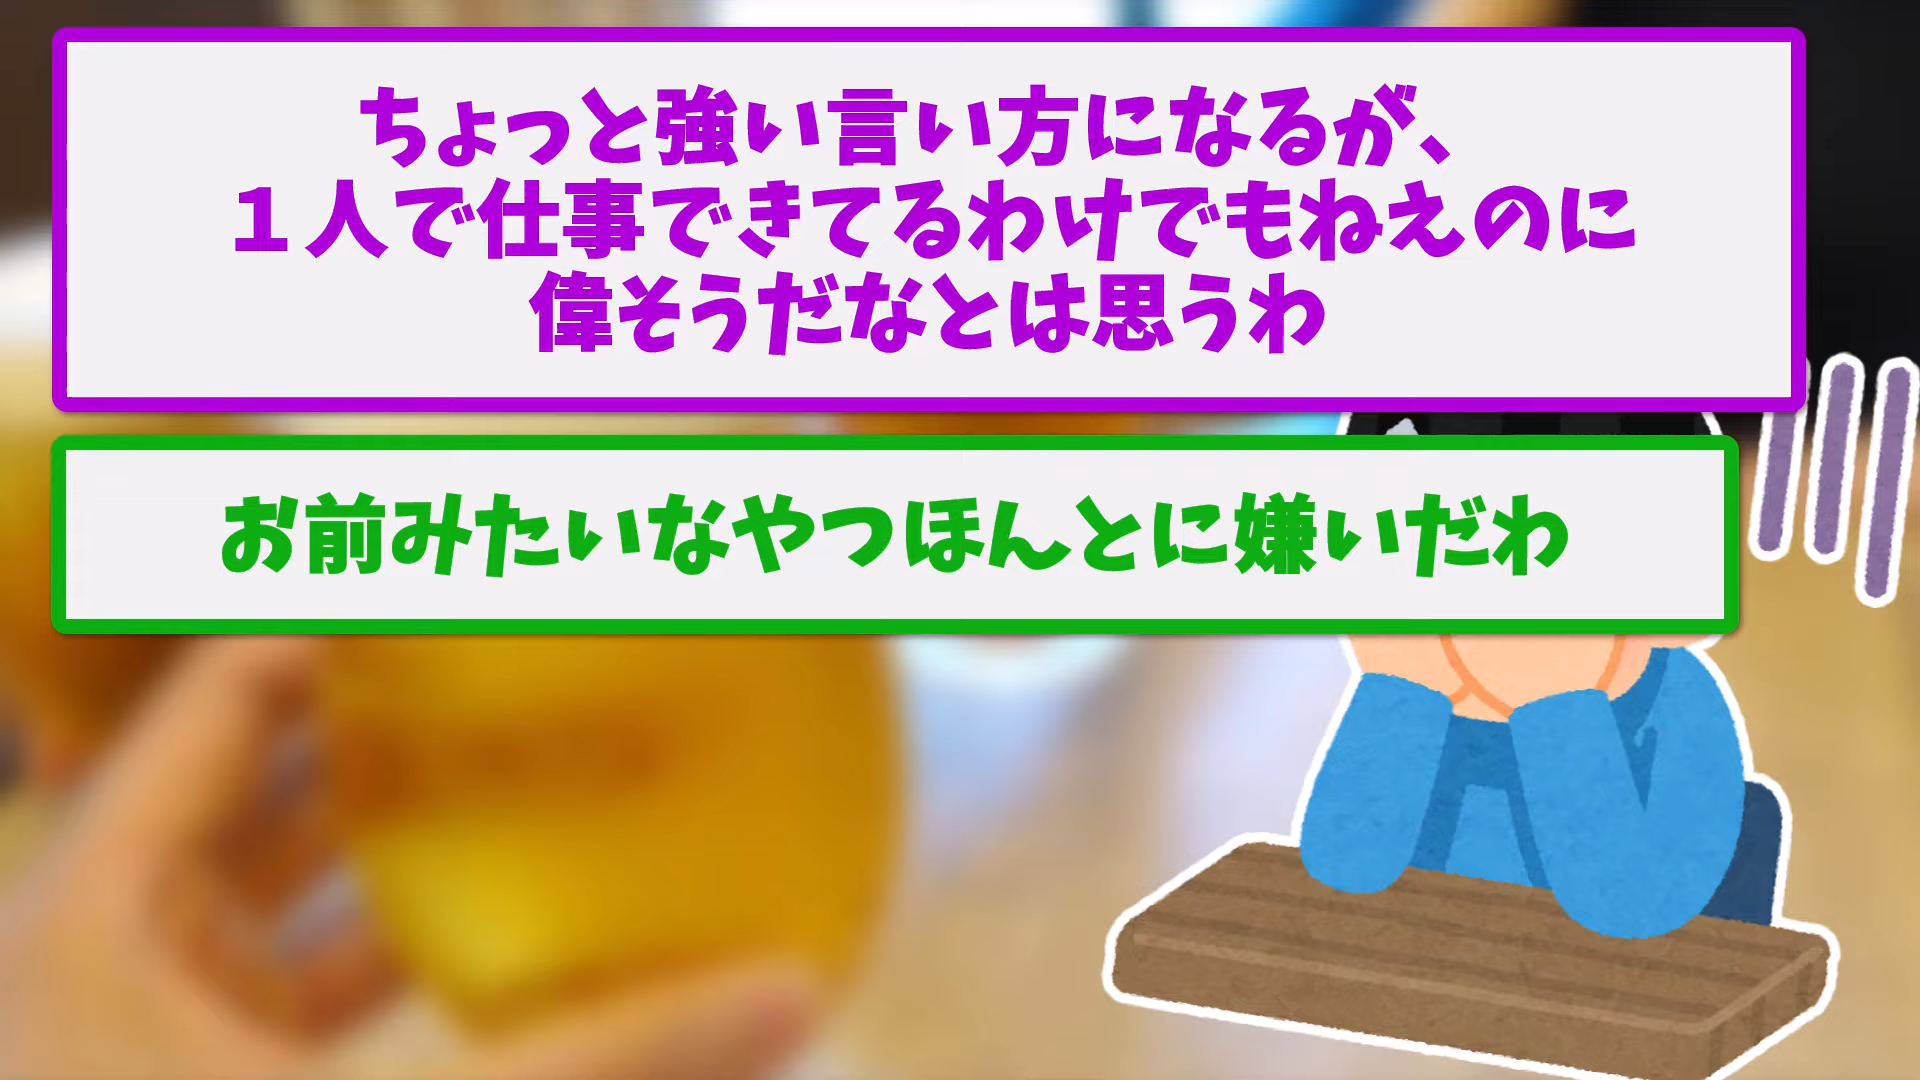 ちょっと強い言い方になるが、
１人で仕事できてるわけでもねえのに
偉そうだなとは思うわ
お前みたいなやつほんとに嫌いだわ